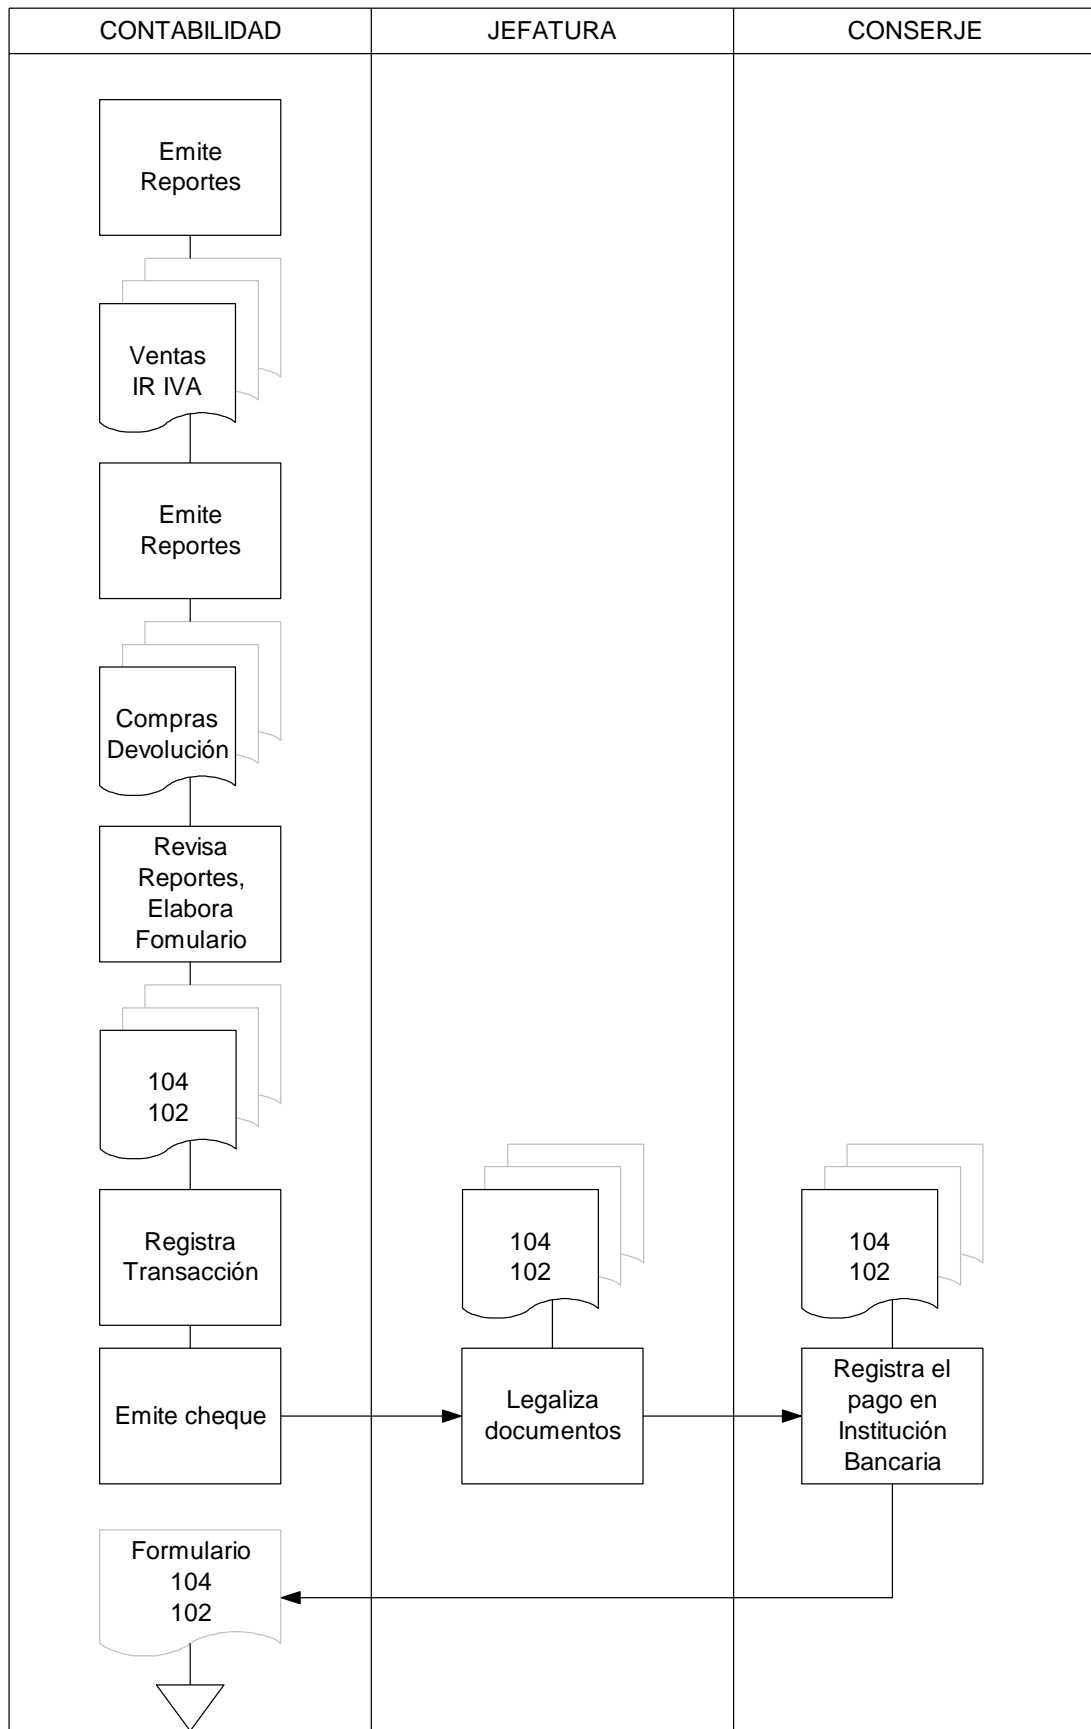 CONTABILIDAD
JEFATURA
CONSERJE
Emite
Reportes
Ventas
IR IVA
Emite
Reportes
Compras
Devolución
Revisa
Reportes,
Elabora
Fomulario
104
102
Registra
Transacción
104
102
104
102
Emite cheque
Legaliza
documentos
Registra el
pago en
Institución
Bancaria
Formulario
104
102